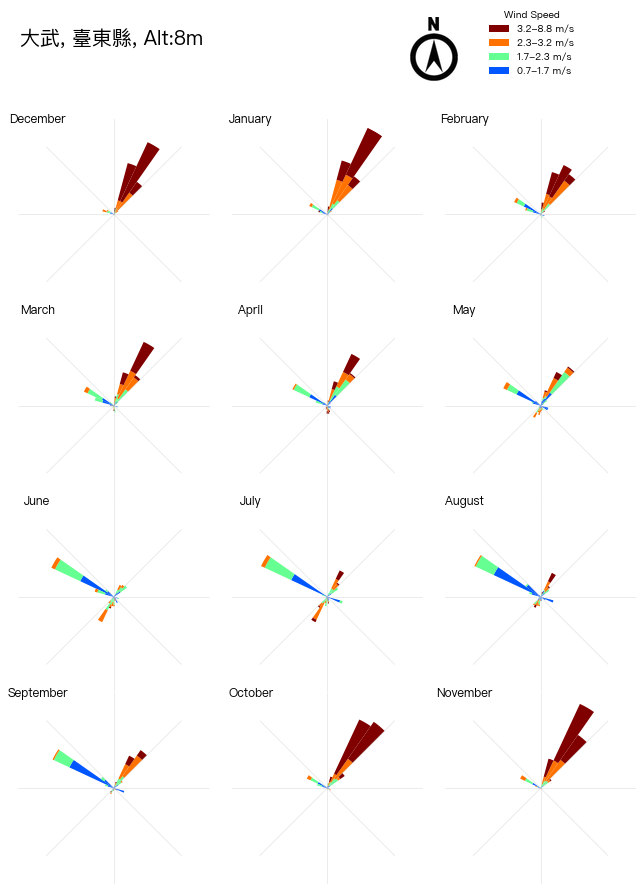 大武, 臺東縣, Alt:8m
N
Wind Speed
3.2–8.8 m/s
2.3–3.2 m/s
1.7–2.3 m/s
0.7–1.7 m/s
December
January
February
March
April
May
June
July
August
September
October
November